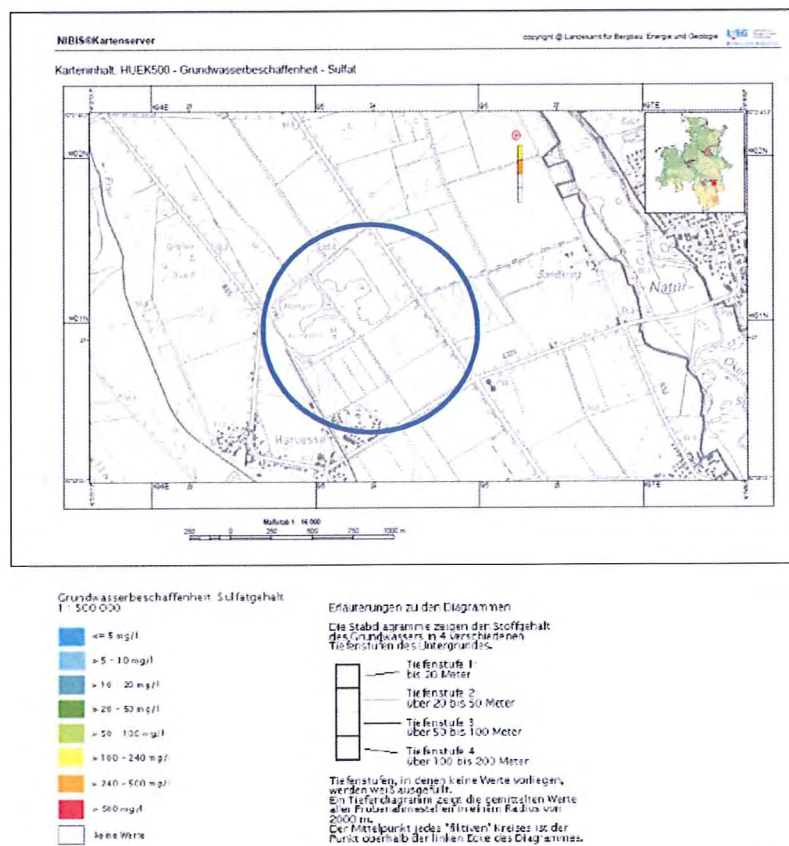 NIBIS®Kartenserver
copyright @ Landesamt für Bergbau, Energie und Geologie
LBEG
Karteninhalt: HUEK500 - Grundwasserbeschaffenheit - Sulfat
Sandkrug
Natur-
Harvesse
Maßstab 1 : 16 000
250 0 250 500 750 1000 m
Grundwasserbeschaffenheit: Sulfatgehalt
1 : 500 000
<= 5 mg/l
> 5 - 10 mg/l
> 10 - 20 mg/l
> 20 - 50 mg/l
> 50 - 100 mg/l
> 100 - 240 mg/l
> 240 - 500 mg/l
> 500 mg/l
keine Werte
Erläuterungen zu den Diagrammen
Die Stabdiagramme zeigen den Stoffgehalt
des Grundwassers in 4 verschiedenen
Tiefenstufen des Untergrundes.
Tiefenstufe 1:
bis 20 Meter
Tiefenstufe 2:
über 20 bis 50 Meter
Tiefenstufe 3
über 50 bis 100 Meter
Tiefenstufe 4
über 100 bis 200 Meter
Tiefenstufen, in denen keine Werte vorliegen,
werden weiß ausgefüllt.
Ein Tiefendiagramm zeigt die gemittelten Werte
aller Probenahmestellen in einem Radius von
2000 m.
Der Mittelpunkt jedes "fiktiven" Kreises ist der
Punkt oberhalb der linken Ecke des Diagrammes.